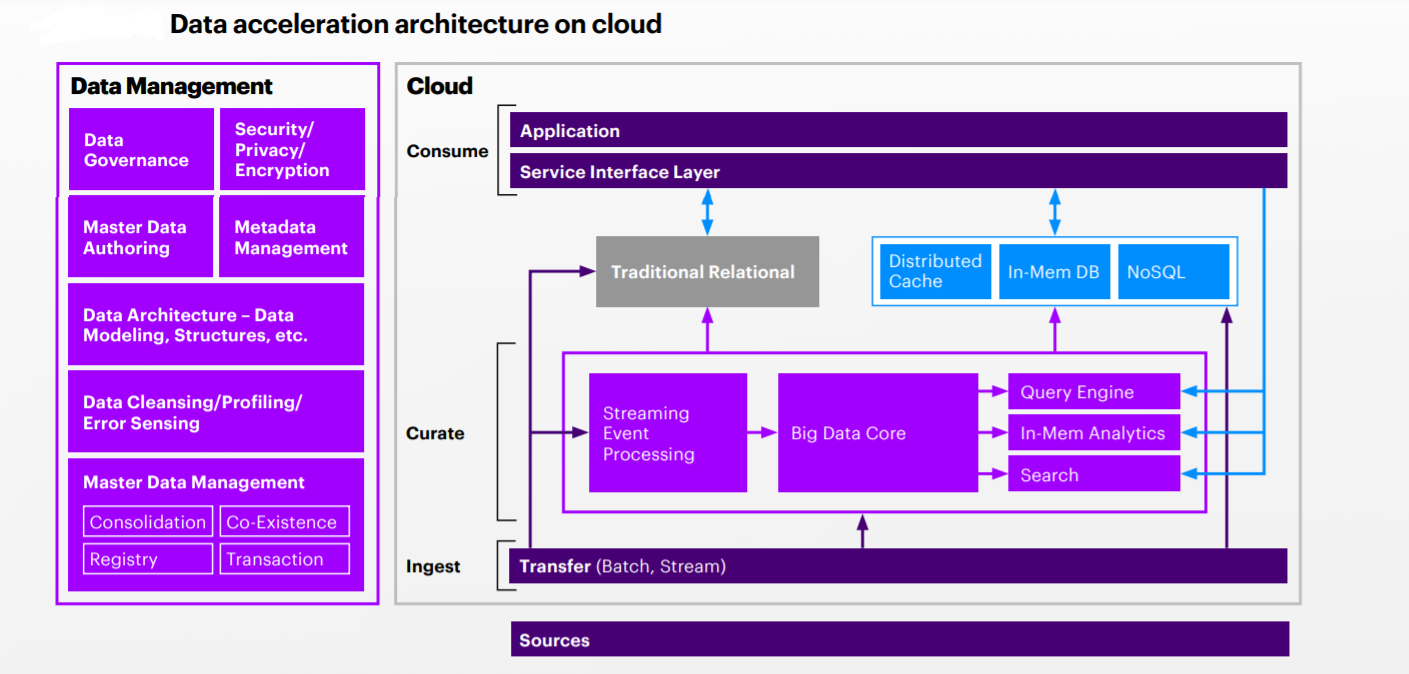 Data acceleration architecture on cloud
Data Management
Data
Governance
Security/
Privacy/
Encryption
Master Data
Authoring
Metadata
Management
Data Architecture – Data
Modeling, Structures, etc.
Data Cleansing/Profiling/
Error Sensing
Master Data Management
Consolidation
Co-Existence
Registry
Transaction
Cloud
Consume
Application
Service Interface Layer
Traditional Relational
Distributed
Cache
In-Mem DB
NoSQL
Curate
Streaming
Event
Processing
Big Data Core
Query Engine
In-Mem Analytics
Search
Ingest
Transfer (Batch, Stream)
Sources